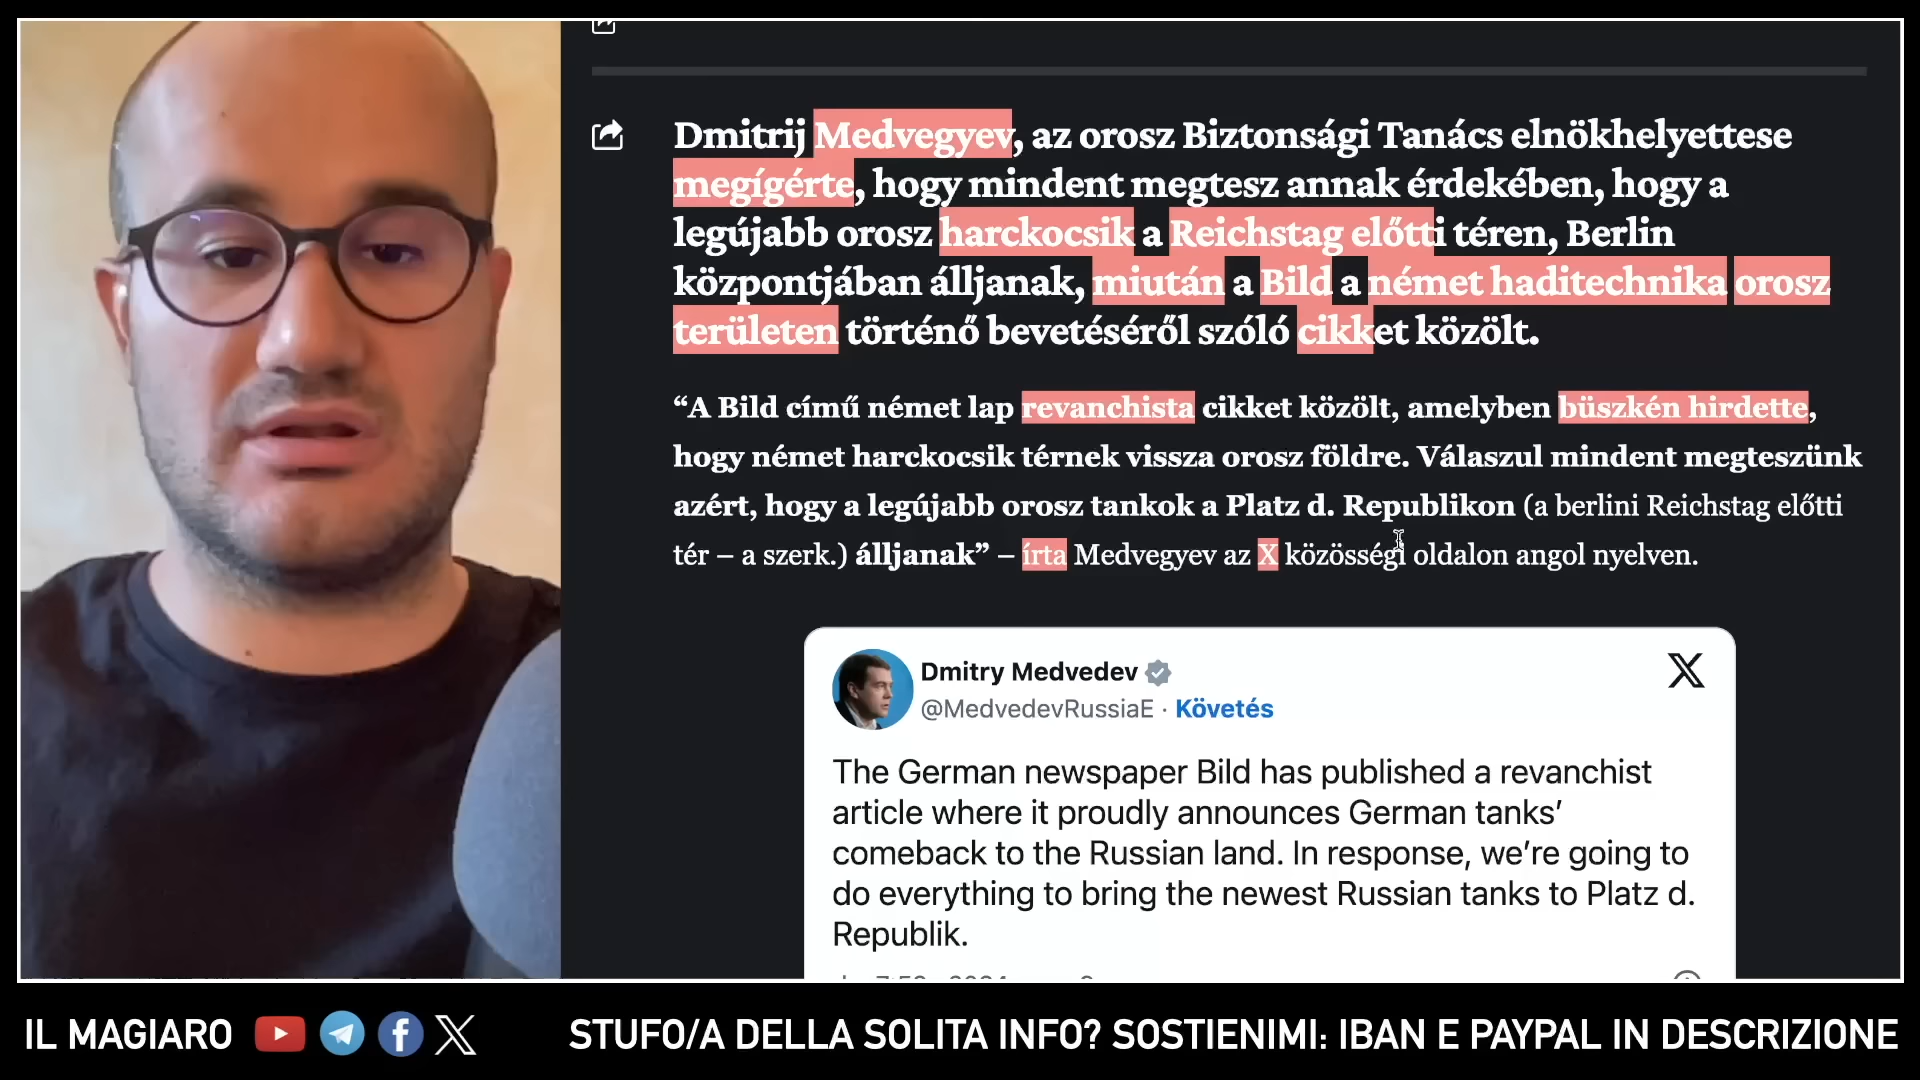 Dmitrij Medvegyev, az orosz Biztonsági Tanács elnökhelyettese
megígérte, hogy mindent megtesz annak érdekében, hogy a
legújabb orosz harckocsik a Reichstag előtti téren, Berlin
központjában álljanak, miután a Bild a német haditechnika orosz
területen történő bevetéséről szóló cikket közölt.
“A Bild című német lap revanchista cikket közölt, amelyben büszkén hirdette,
hogy német harckocsik térnek vissza orosz földre. Válaszul mindent megteszünk
azért, hogy a legújabb orosz tankok a Platz d. Republikon (a berlini Reichstag előtti
tér – a szerk.) álljanak” – írta Medvegyev az X közösségi oldalon angol nyelven.
Dmitry Medvedev
@MedvedevRussiaE · Követés
The German newspaper Bild has published a revanchist
article where it proudly announces German tanks’
comeback to the Russian land. In response, we’re going to
do everything to bring the newest Russian tanks to Platz d.
Republik.
IL MAGIARO
STUFO/A DELLA SOLITA INFO? SOSTIENIMI: IBAN E PAYPAL IN DESCRIZIONE